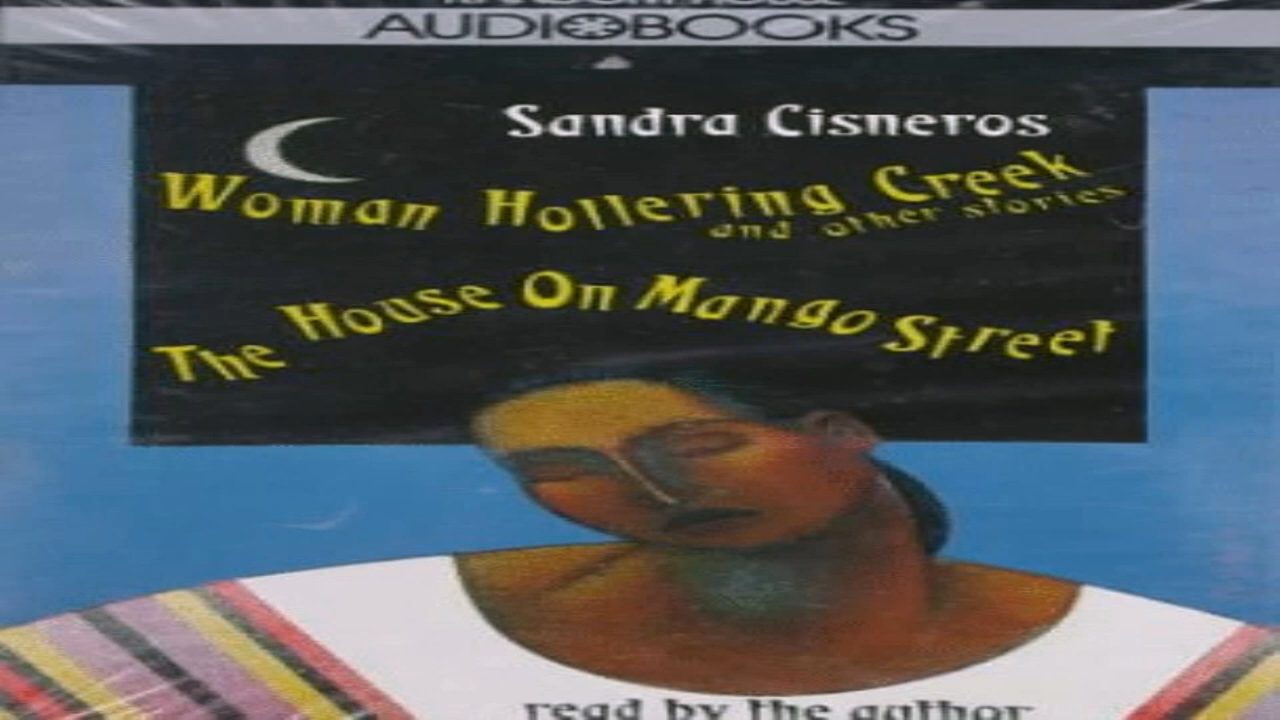 AUDIOBOOKS
Sandra Cisneros
Woman Hollering Creek
and other stories
The House On Mango Street
read by the author